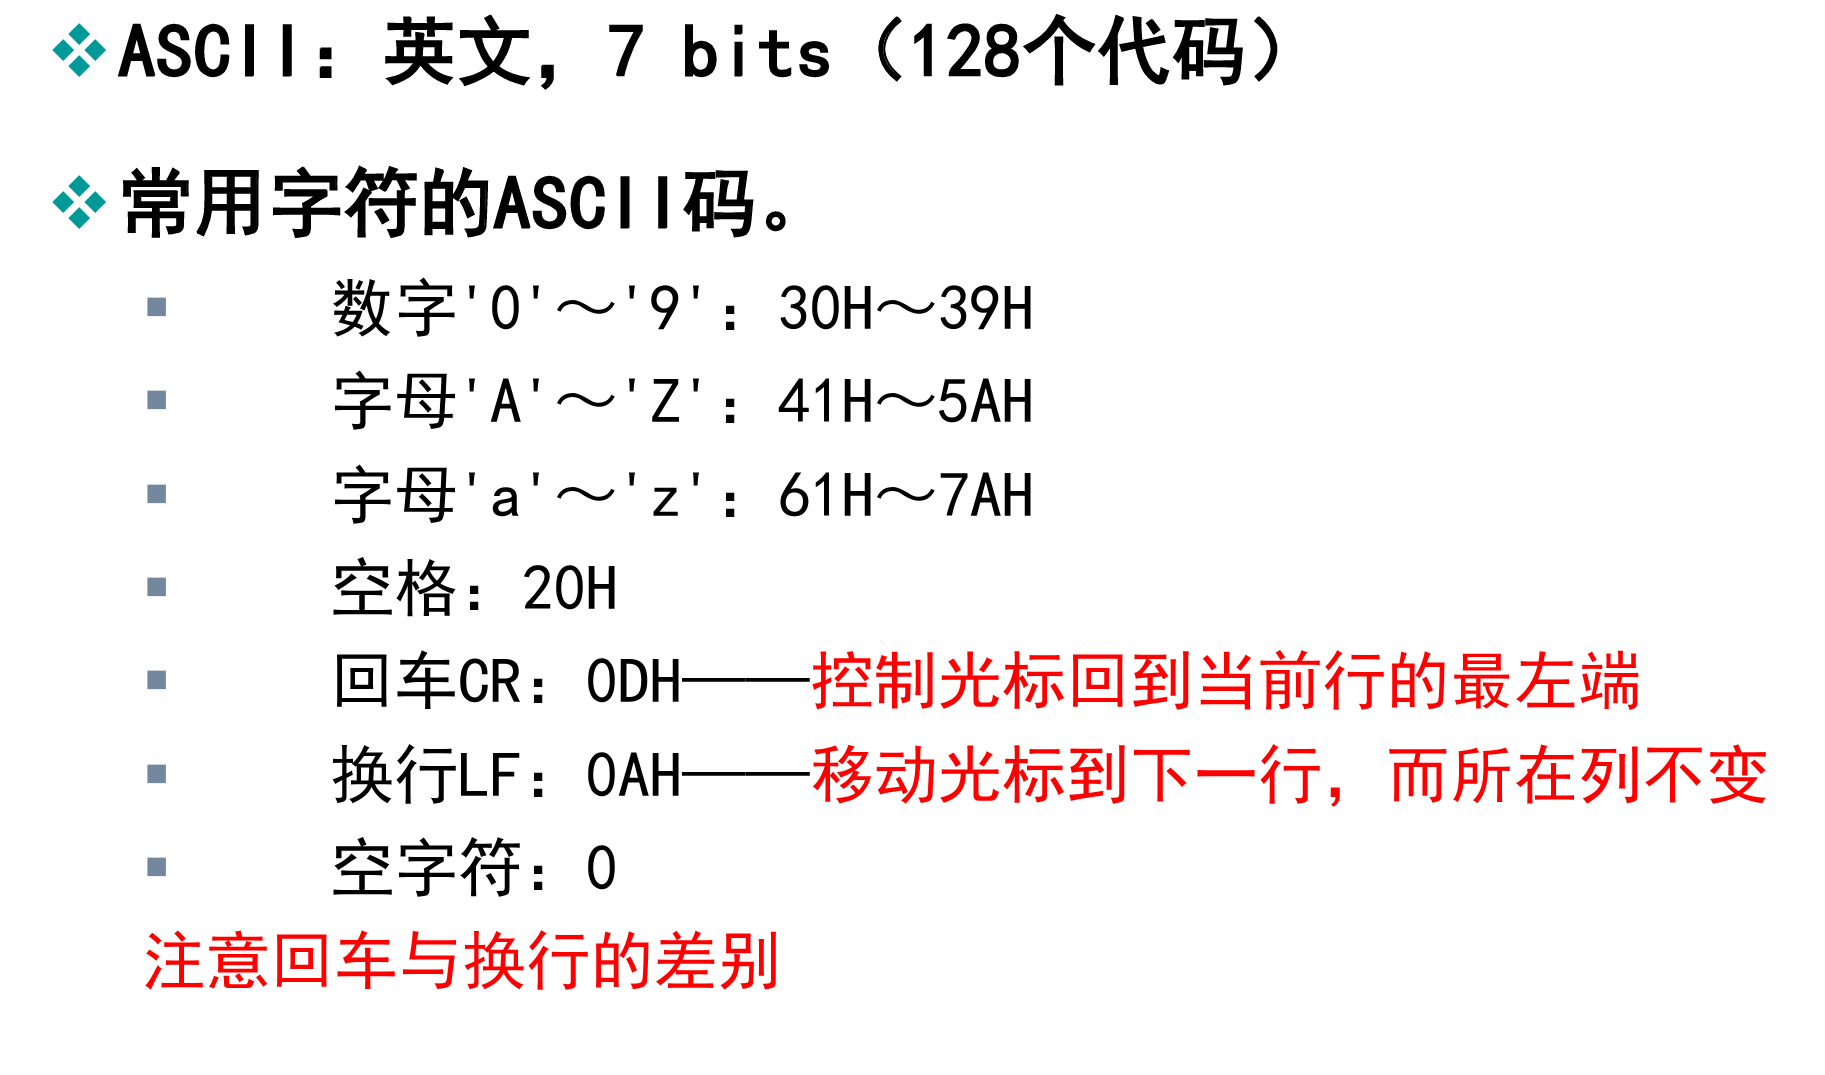 ASCII：英文，7 bits（128个代码）
常用字符的ASCII码。
数字'0'～'9'：30H～39H
字母'A'～'Z'：41H～5AH
字母'a'～'z'：61H～7AH
空格：20H
回车CR：0DH——控制光标回到当前行的最左端
换行LF：0AH——移动光标到下一行，而所在列不变
空字符：0
注意回车与换行的差别